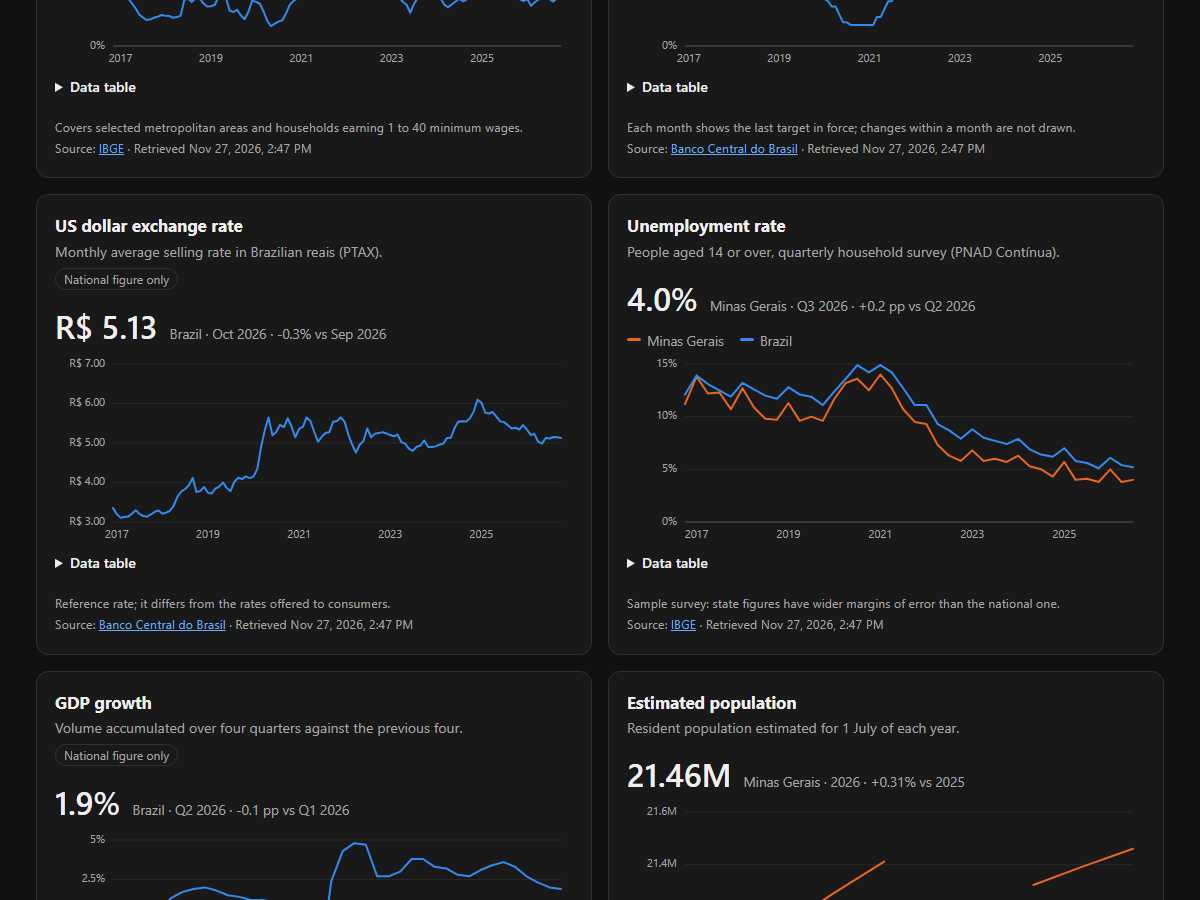 0%
2017 2019 2021 2023 2025
Data table
Covers selected metropolitan areas and households earning 1 to 40 minimum wages.
Source: IBGE · Retrieved Nov 27, 2026, 2:47 PM
0%
2017 2019 2021 2023 2025
Data table
Each month shows the last target in force; changes within a month are not drawn.
Source: Banco Central do Brasil · Retrieved Nov 27, 2026, 2:47 PM
US dollar exchange rate
Monthly average selling rate in Brazilian reais (PTAX).
National figure only
R$ 5.13 Brazil · Oct 2026 · -0.3% vs Sep 2026
R$ 7.00
R$ 6.00
R$ 5.00
R$ 4.00
R$ 3.00
2017 2019 2021 2023 2025
Data table
Reference rate; it differs from the rates offered to consumers.
Source: Banco Central do Brasil · Retrieved Nov 27, 2026, 2:47 PM
Unemployment rate
People aged 14 or over, quarterly household survey (PNAD Contínua).
4.0% Minas Gerais · Q3 2026 · +0.2 pp vs Q2 2026
Minas Gerais Brazil
15%
10%
5%
0%
2017 2019 2021 2023 2025
Data table
Sample survey: state figures have wider margins of error than the national one.
Source: IBGE · Retrieved Nov 27, 2026, 2:47 PM
GDP growth
Volume accumulated over four quarters against the previous four.
National figure only
1.9% Brazil · Q2 2026 · -0.1 pp vs Q1 2026
5%
2.5%
Estimated population
Resident population estimated for 1 July of each year.
21.46M Minas Gerais · 2026 · +0.31% vs 2025
21.6M
21.4M